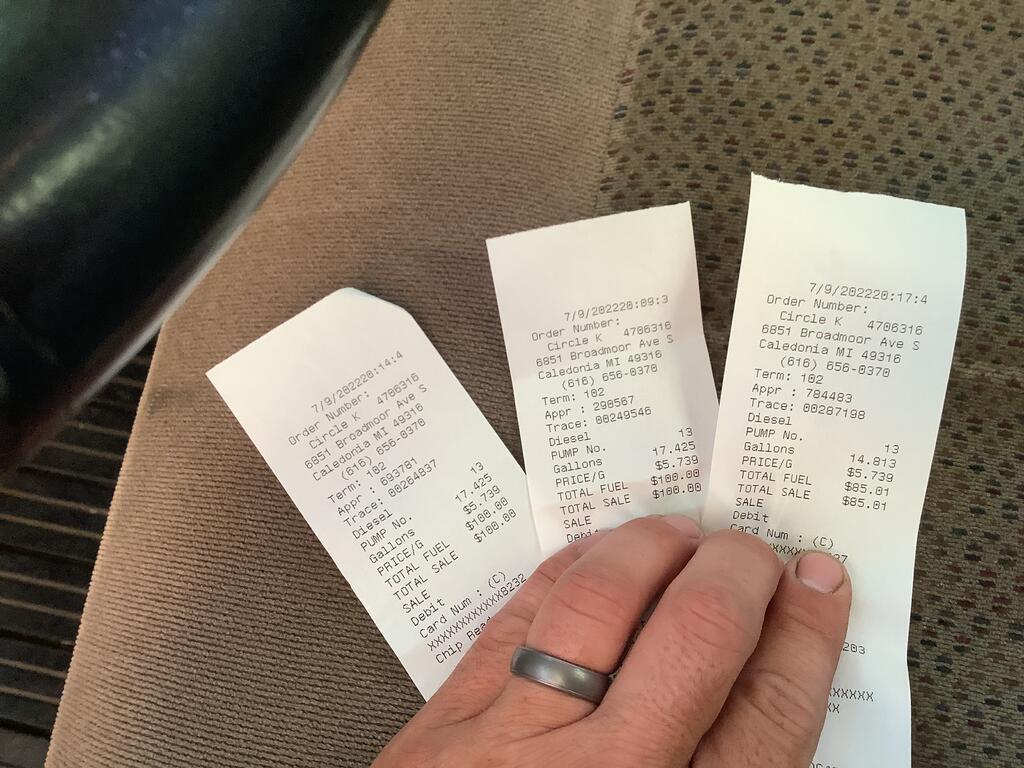 7/9/202220:14:4
Order Number:
Circle K 4706316
6851 Broadmoor Ave S
Caledonia MI 49316
(616) 656-0370
Term: 102
Appr : 693701
Trace: 00264937
Diesel
PUMP No. 13
Gallons 17.425
PRICE/G $5.739
TOTAL FUEL $100.00
TOTAL SALE $100.00
SALE
Debit
Card Num : (C)
XXXXXXXXXXXX8232
Chip
7/9/202220:09:3
Order Number:
Circle K 4706316
6851 Broadmoor Ave S
Caledonia MI 49316
(616) 656-0370
Term: 102
Appr : 290567
Trace: 00249546
Diesel
PUMP No. 13
Gallons 17.425
PRICE/G $5.739
TOTAL FUEL $100.00
TOTAL SALE $100.00
SALE
7/9/202220:17:4
Order Number:
Circle K 4706316
6851 Broadmoor Ave S
Caledonia MI 49316
(616) 656-0370
Term: 102
Appr : 784403
Trace: 00287198
Diesel
PUMP No. 13
Gallons 14.813
PRICE/G $5.739
TOTAL FUEL $85.01
TOTAL SALE $85.01
SALE
Debit
Card Num : (C)